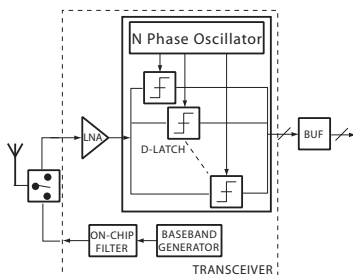 N Phase Oscillator
LNA
D-LATCH
BUF
ON-CHIP
FILTER
BASEBAND
GENERATOR
TRANSCEIVER